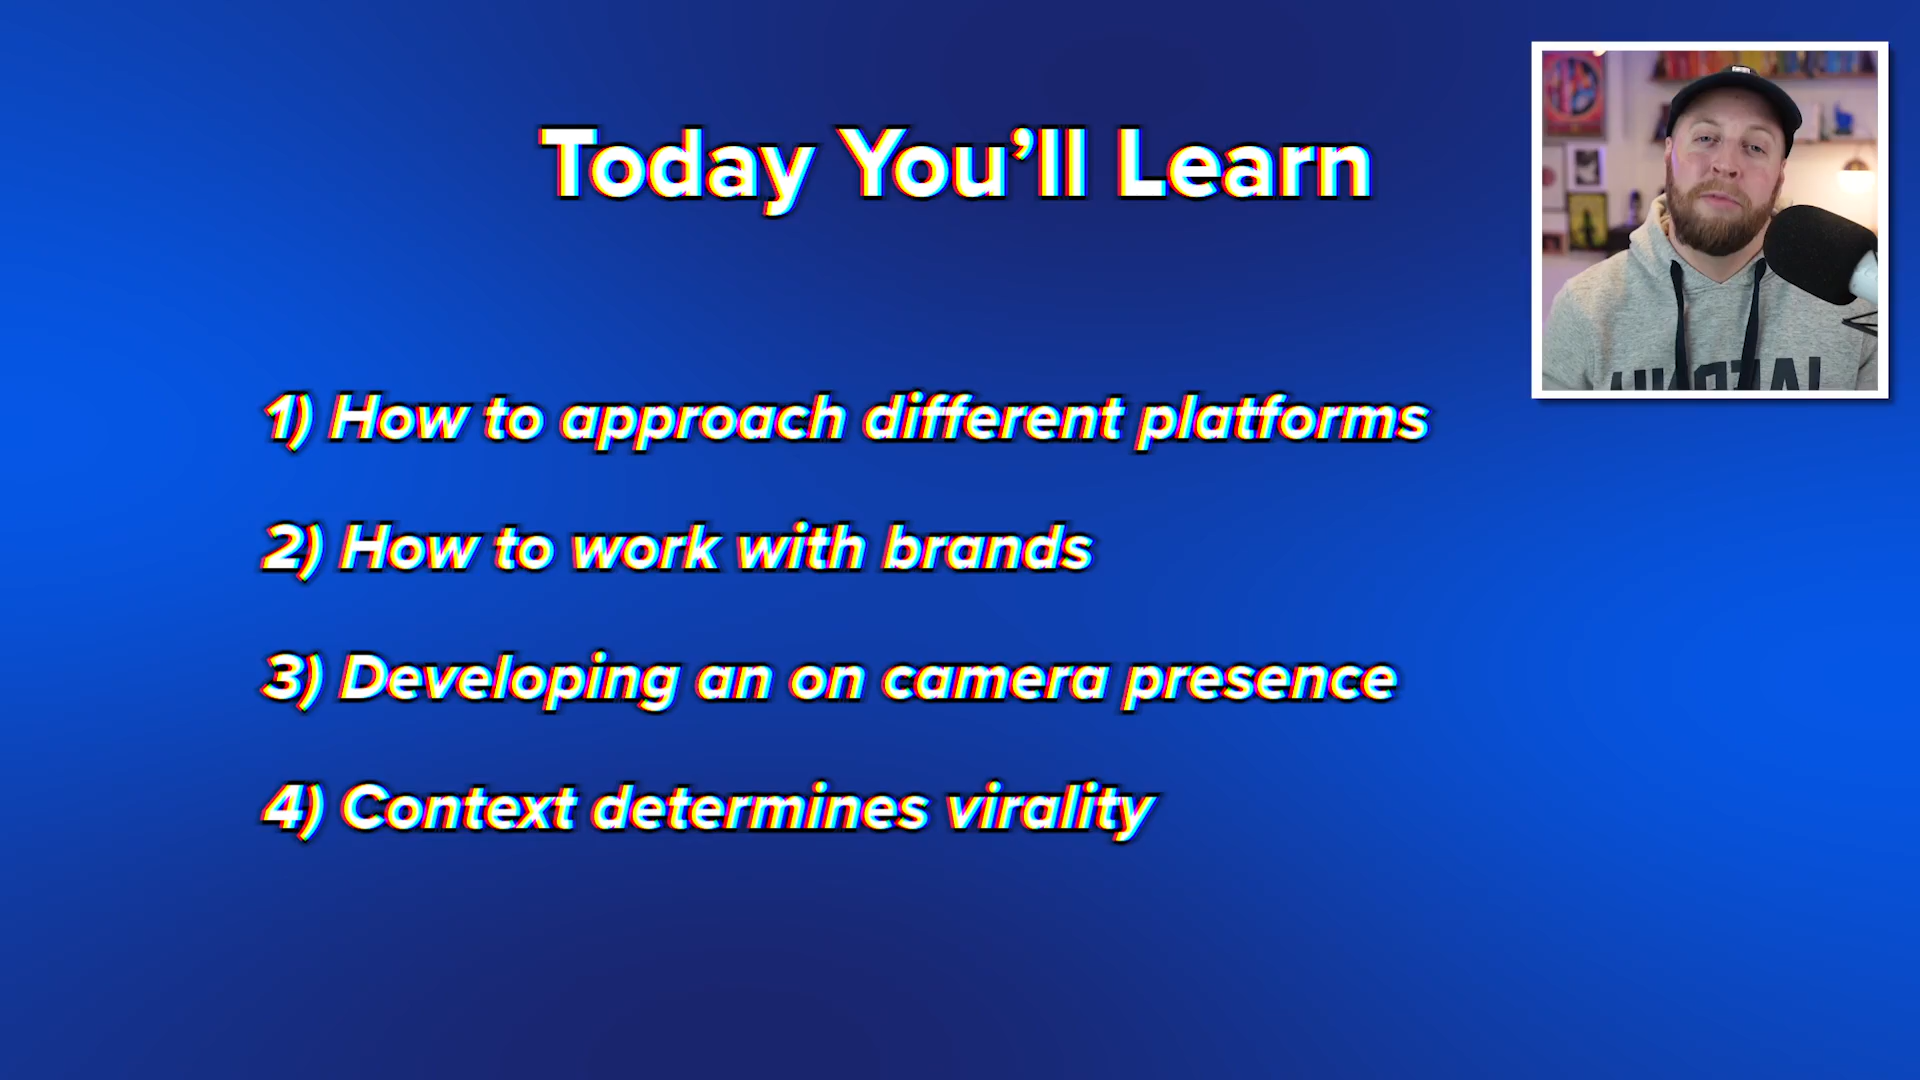 Today You’ll Learn
1) How to approach different platforms
2) How to work with brands
3) Developing an on camera presence
4) Context determines virality